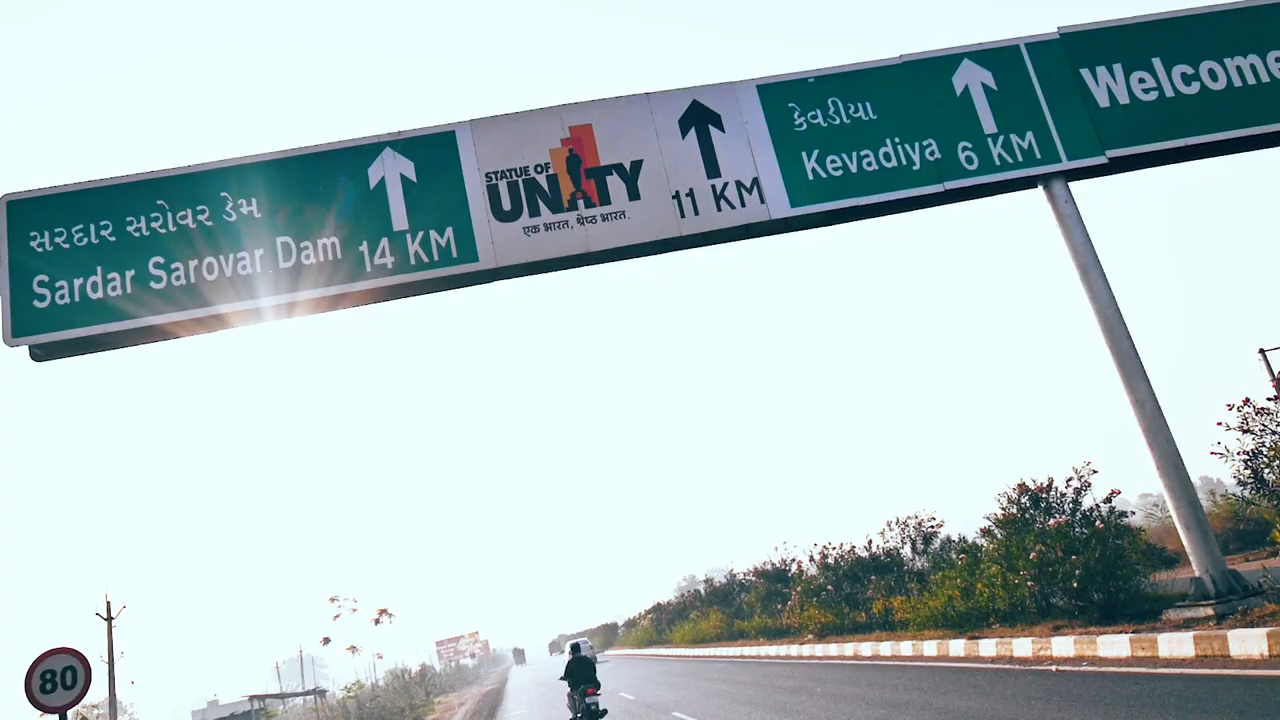 સરદાર સરોવર ડેમ
Sardar Sarovar Dam 14 KM
STATUE OF
UNITY
एक भारत, श्रेष्ठ भारत.
11 KM
કેવડીયા
Kevadiya 6 KM
Welcome
80